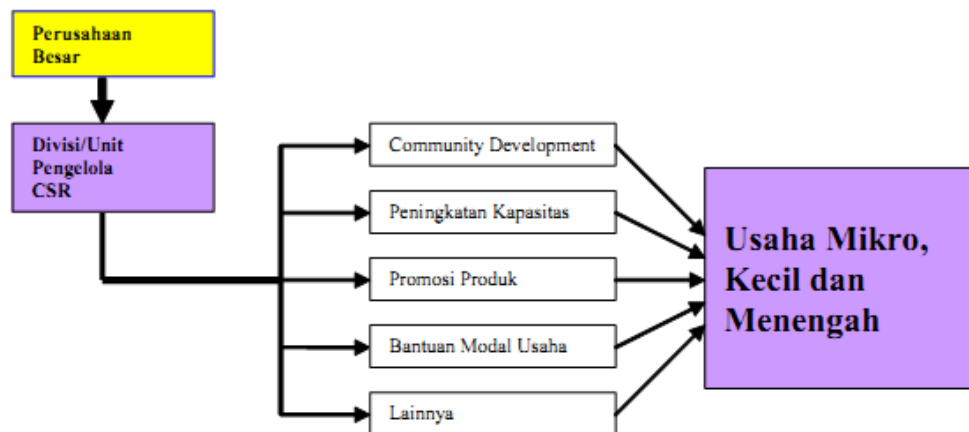 Perusahaan
Besar
Divisi/Unit
Pengelola
CSR
Community Development
Peningkatan Kapasitas
Promosi Produk
Bantuan Modal Usaha
Lainnya
Usaha Mikro,
Kecil dan
Menengah